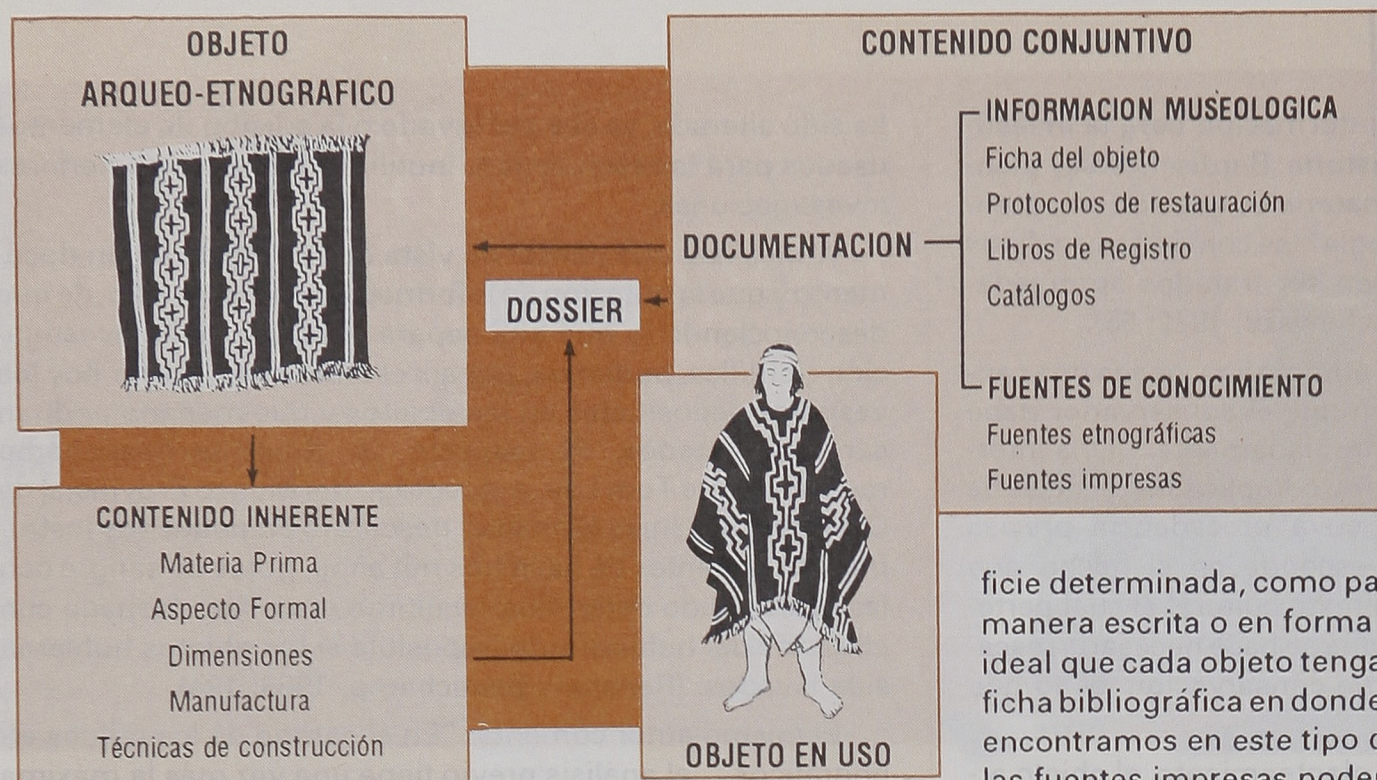 OBJETO
ARQUEO-ETNOGRAFICO
CONTENIDO INHERENTE
Materia Prima
Aspecto Formal
Dimensiones
Manufactura
Técnicas de construcción
DOSSIER
CONTENIDO CONJUNTIVO
DOCUMENTACION
INFORMACION MUSEOLOGICA
Ficha del objeto
Protocolos de restauración
Libros de Registro
Catálogos
FUENTES DE CONOCIMIENTO
Fuentes etnográficas
Fuentes impresas
OBJETO EN USO
ficie determinada, como pa
manera escrita o en forma
ideal que cada objeto tenga
ficha bibliográfica en donde
encontramos en este tipo
las fuentes impresas